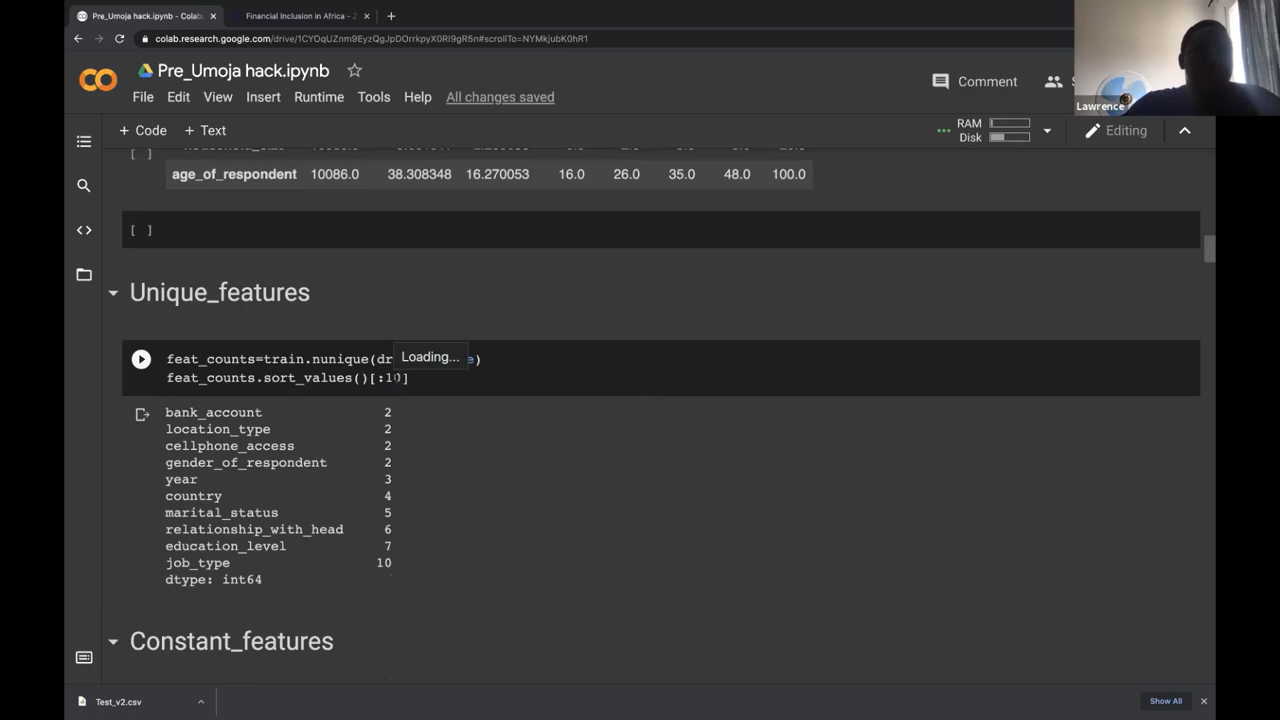 Pre_Umoja hack.ipynb - Colab
Financial Inclusion in Africa - Z
colab.research.google.com/drive/1CYOqUZnm9EyzQgJpDOrrkpyX0RI9gR5n#scrollTo=NYMkjubK0hR1
Pre_Umoja hack.ipynb
Comment
File Edit View Insert Runtime Tools Help All changes saved
Lawrence
+ Code + Text
RAM
Disk
Editing
[ ]
age_of_respondent 10086.0 38.308348 16.270053 16.0 26.0 35.0 48.0 100.0
[ ]
Unique_features
feat_counts=train.nunique(dr
Loading...
e)
feat_counts.sort_values()[:10]
bank_account 2
location_type 2
cellphone_access 2
gender_of_respondent 2
year 3
country 4
marital_status 5
relationship_with_head 6
education_level 7
job_type 10
dtype: int64
Constant_features
Test_v2.csv
Show All